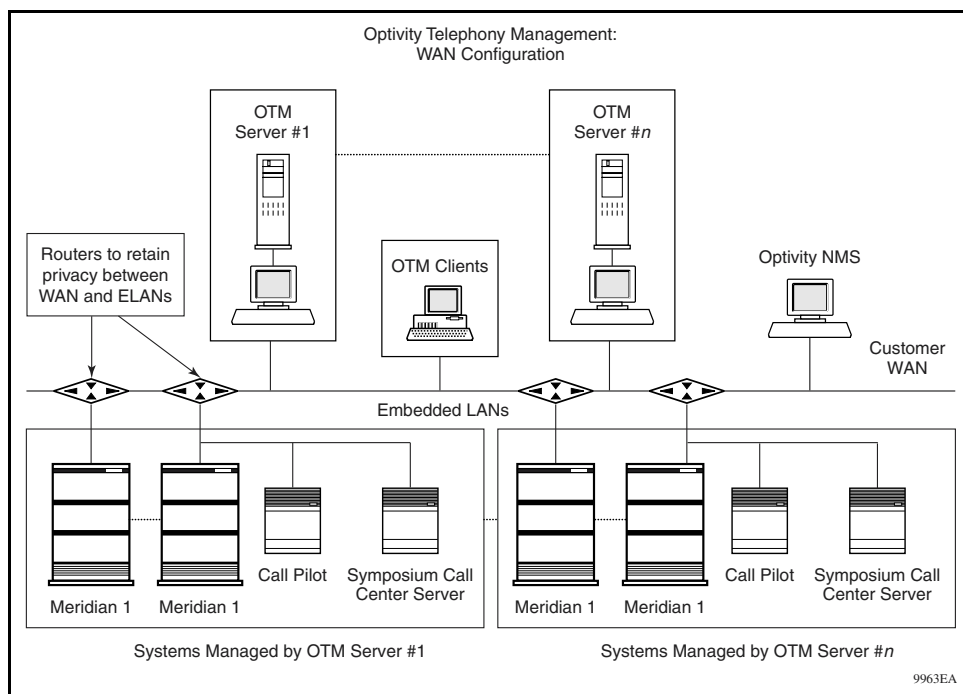 Optivity Telephony Management:
WAN Configuration
OTM
Server #1
OTM
Server #n
Routers to retain
privacy between
WAN and ELANs
OTM Clients
Optivity NMS
Customer
WAN
Embedded LANs
Call Pilot
Symposium Call
Center Server
Meridian 1
Meridian 1
Call Pilot
Symposium Call
Center Server
Meridian 1
Meridian 1
Systems Managed by OTM Server #1
Systems Managed by OTM Server #n
9963EA